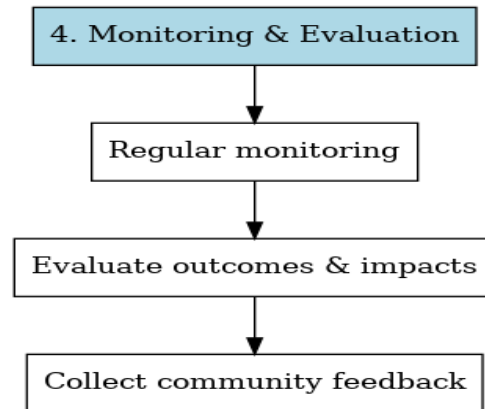 4. Monitoring & Evaluation
Regular monitoring
Evaluate outcomes & impacts
Collect community feedback